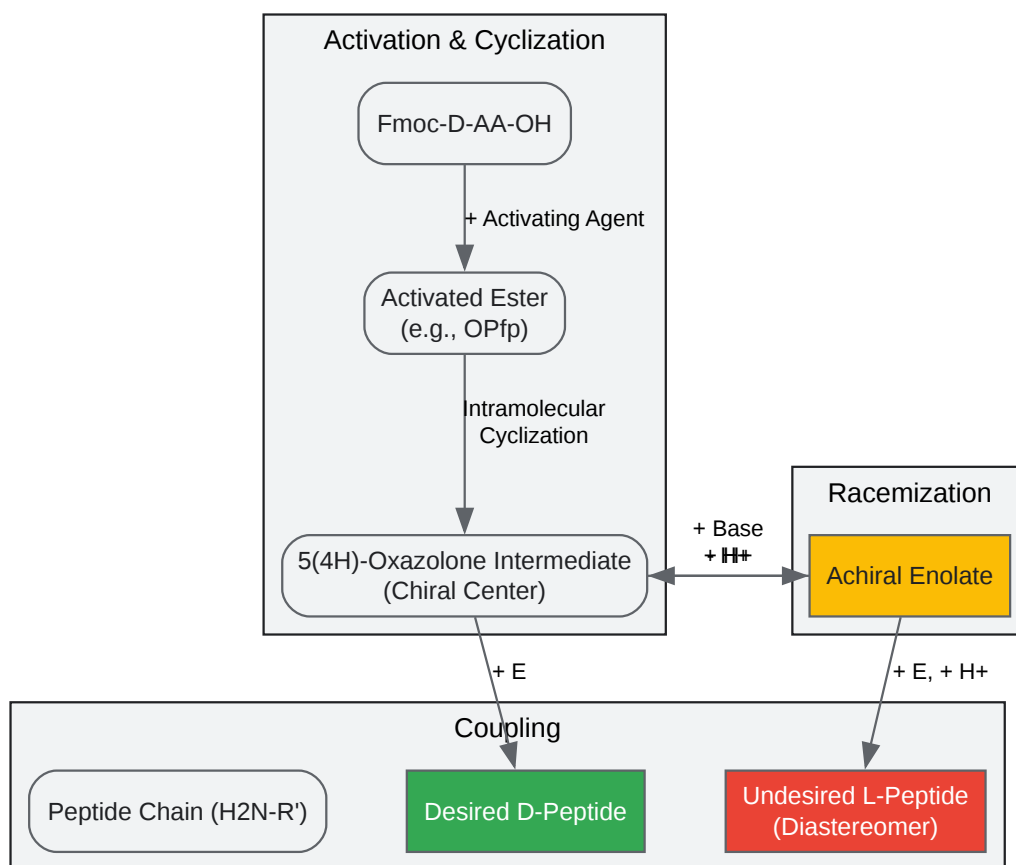 Activation & Cyclization
Fmoc-D-AA-OH
+ Activating Agent
Activated Ester
(e.g., OPfp)
Intramolecular
Cyclization
Racemization
+ Base
5(4H)-Oxazolone Intermediate
(Chiral Center)
Achiral Enolate
+ E
+ E, + H+
Coupling
Peptide Chain (H2N-R')
Desired D-Peptide
Undesired L-Peptide
(Diastereomer)